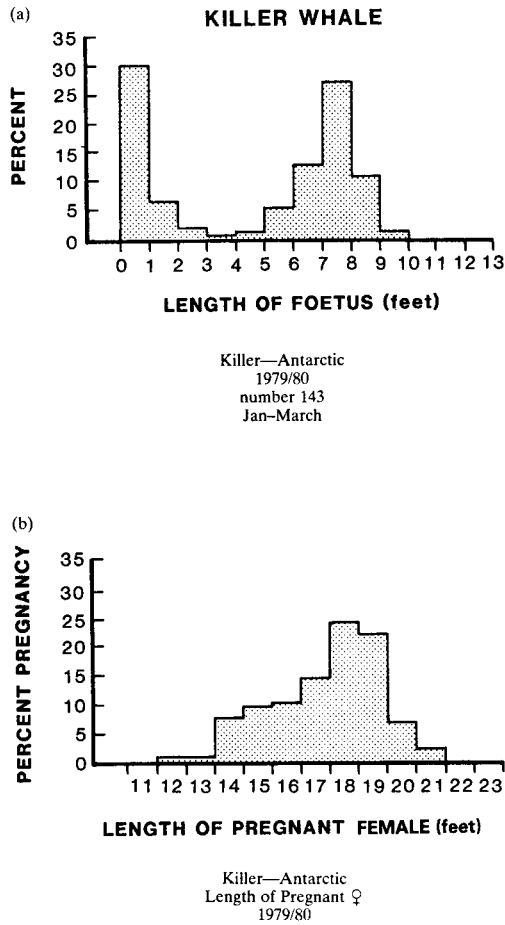 (a)
KILLER WHALE
PERCENT
35
30
25
20
15
10
5
0
0 1 2 3 4 5 6 7 8 9 10 11 12 13
LENGTH OF FOETUS (feet)
Killer—Antarctic
1979/80
number 143
Jan–March
(b)
PERCENT PREGNANCY
35
30
25
20
15
10
5
0
11 12 13 14 15 16 17 18 19 20 21 22 23
LENGTH OF PREGNANT FEMALE (feet)
Killer—Antarctic
Length of Pregnant ♀
1979/80